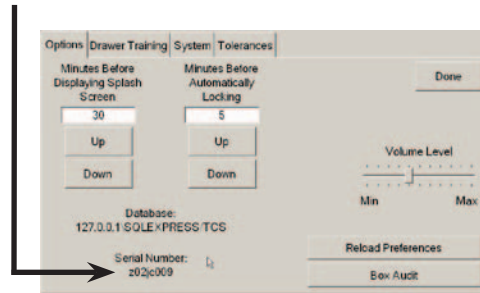 Options Drawer Training System Tolerances
Minutes Before
Displaying Splash
Screen
30
Up
Down
Minutes Before
Automatically
Locking
5
Up
Down
Done
Volume Level
Min Max
Database:
127.0.0.1\SQLEXPRESS\TCS
Serial Number:
z02jc009
Reload Preferences
Box Audit